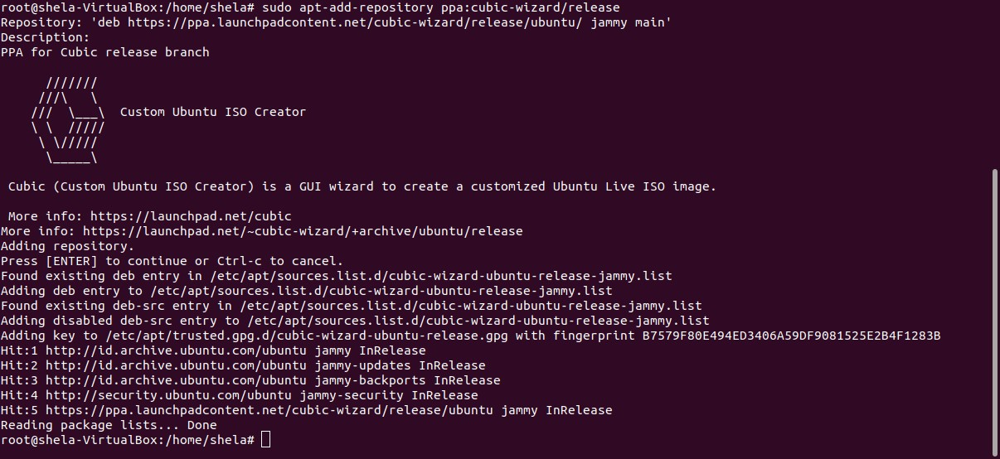 root@shela-VirtualBox:/home/shela# sudo apt-add-repository ppa:cubic-wizard/release
Repository: 'deb https://ppa.launchpadcontent.net/cubic-wizard/release/ubuntu/ jammy main'
Description:
PPA for Cubic release branch
      ///////
     ///\   \
    ///  \___\  Custom Ubuntu ISO Creator
    \ \  /////
     \ \/////
      \_____\
 Cubic (Custom Ubuntu ISO Creator) is a GUI wizard to create a customized Ubuntu Live ISO image.
 More info: https://launchpad.net/cubic
More info: https://launchpad.net/~cubic-wizard/+archive/ubuntu/release
Adding repository.
Press [ENTER] to continue or Ctrl-c to cancel.
Found existing deb entry in /etc/apt/sources.list.d/cubic-wizard-ubuntu-release-jammy.list
Adding deb entry to /etc/apt/sources.list.d/cubic-wizard-ubuntu-release-jammy.list
Found existing deb-src entry in /etc/apt/sources.list.d/cubic-wizard-ubuntu-release-jammy.list
Adding disabled deb-src entry to /etc/apt/sources.list.d/cubic-wizard-ubuntu-release-jammy.list
Adding key to /etc/apt/trusted.gpg.d/cubic-wizard-ubuntu-release.gpg with fingerprint B7579F80E494ED3406A59DF9081525E2B4F1283B
Hit:1 http://id.archive.ubuntu.com/ubuntu jammy InRelease
Hit:2 http://id.archive.ubuntu.com/ubuntu jammy-updates InRelease
Hit:3 http://id.archive.ubuntu.com/ubuntu jammy-backports InRelease
Hit:4 http://security.ubuntu.com/ubuntu jammy-security InRelease
Hit:5 https://ppa.launchpadcontent.net/cubic-wizard/release/ubuntu jammy InRelease
Reading package lists... Done
root@shela-VirtualBox:/home/shela#